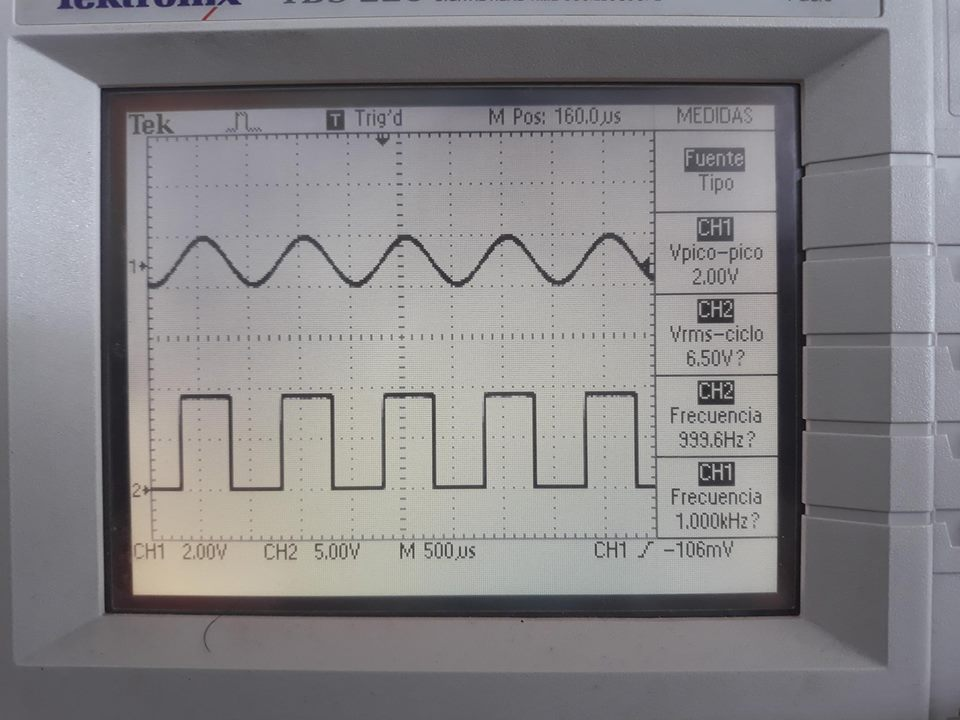 Tektronix TDS 220
Tek T Trig'd M Pos: 160.0µs MEDIDAS
Fuente
Tipo
1
CH1
Vpico-pico
2.00V
CH2
Vrms-ciclo
6.50V?
CH2
Frecuencia
999.6Hz?
2
CH1
Frecuencia
1.000kHz?
CH1 2.00V CH2 5.00V M 500µs CH1 -106mV